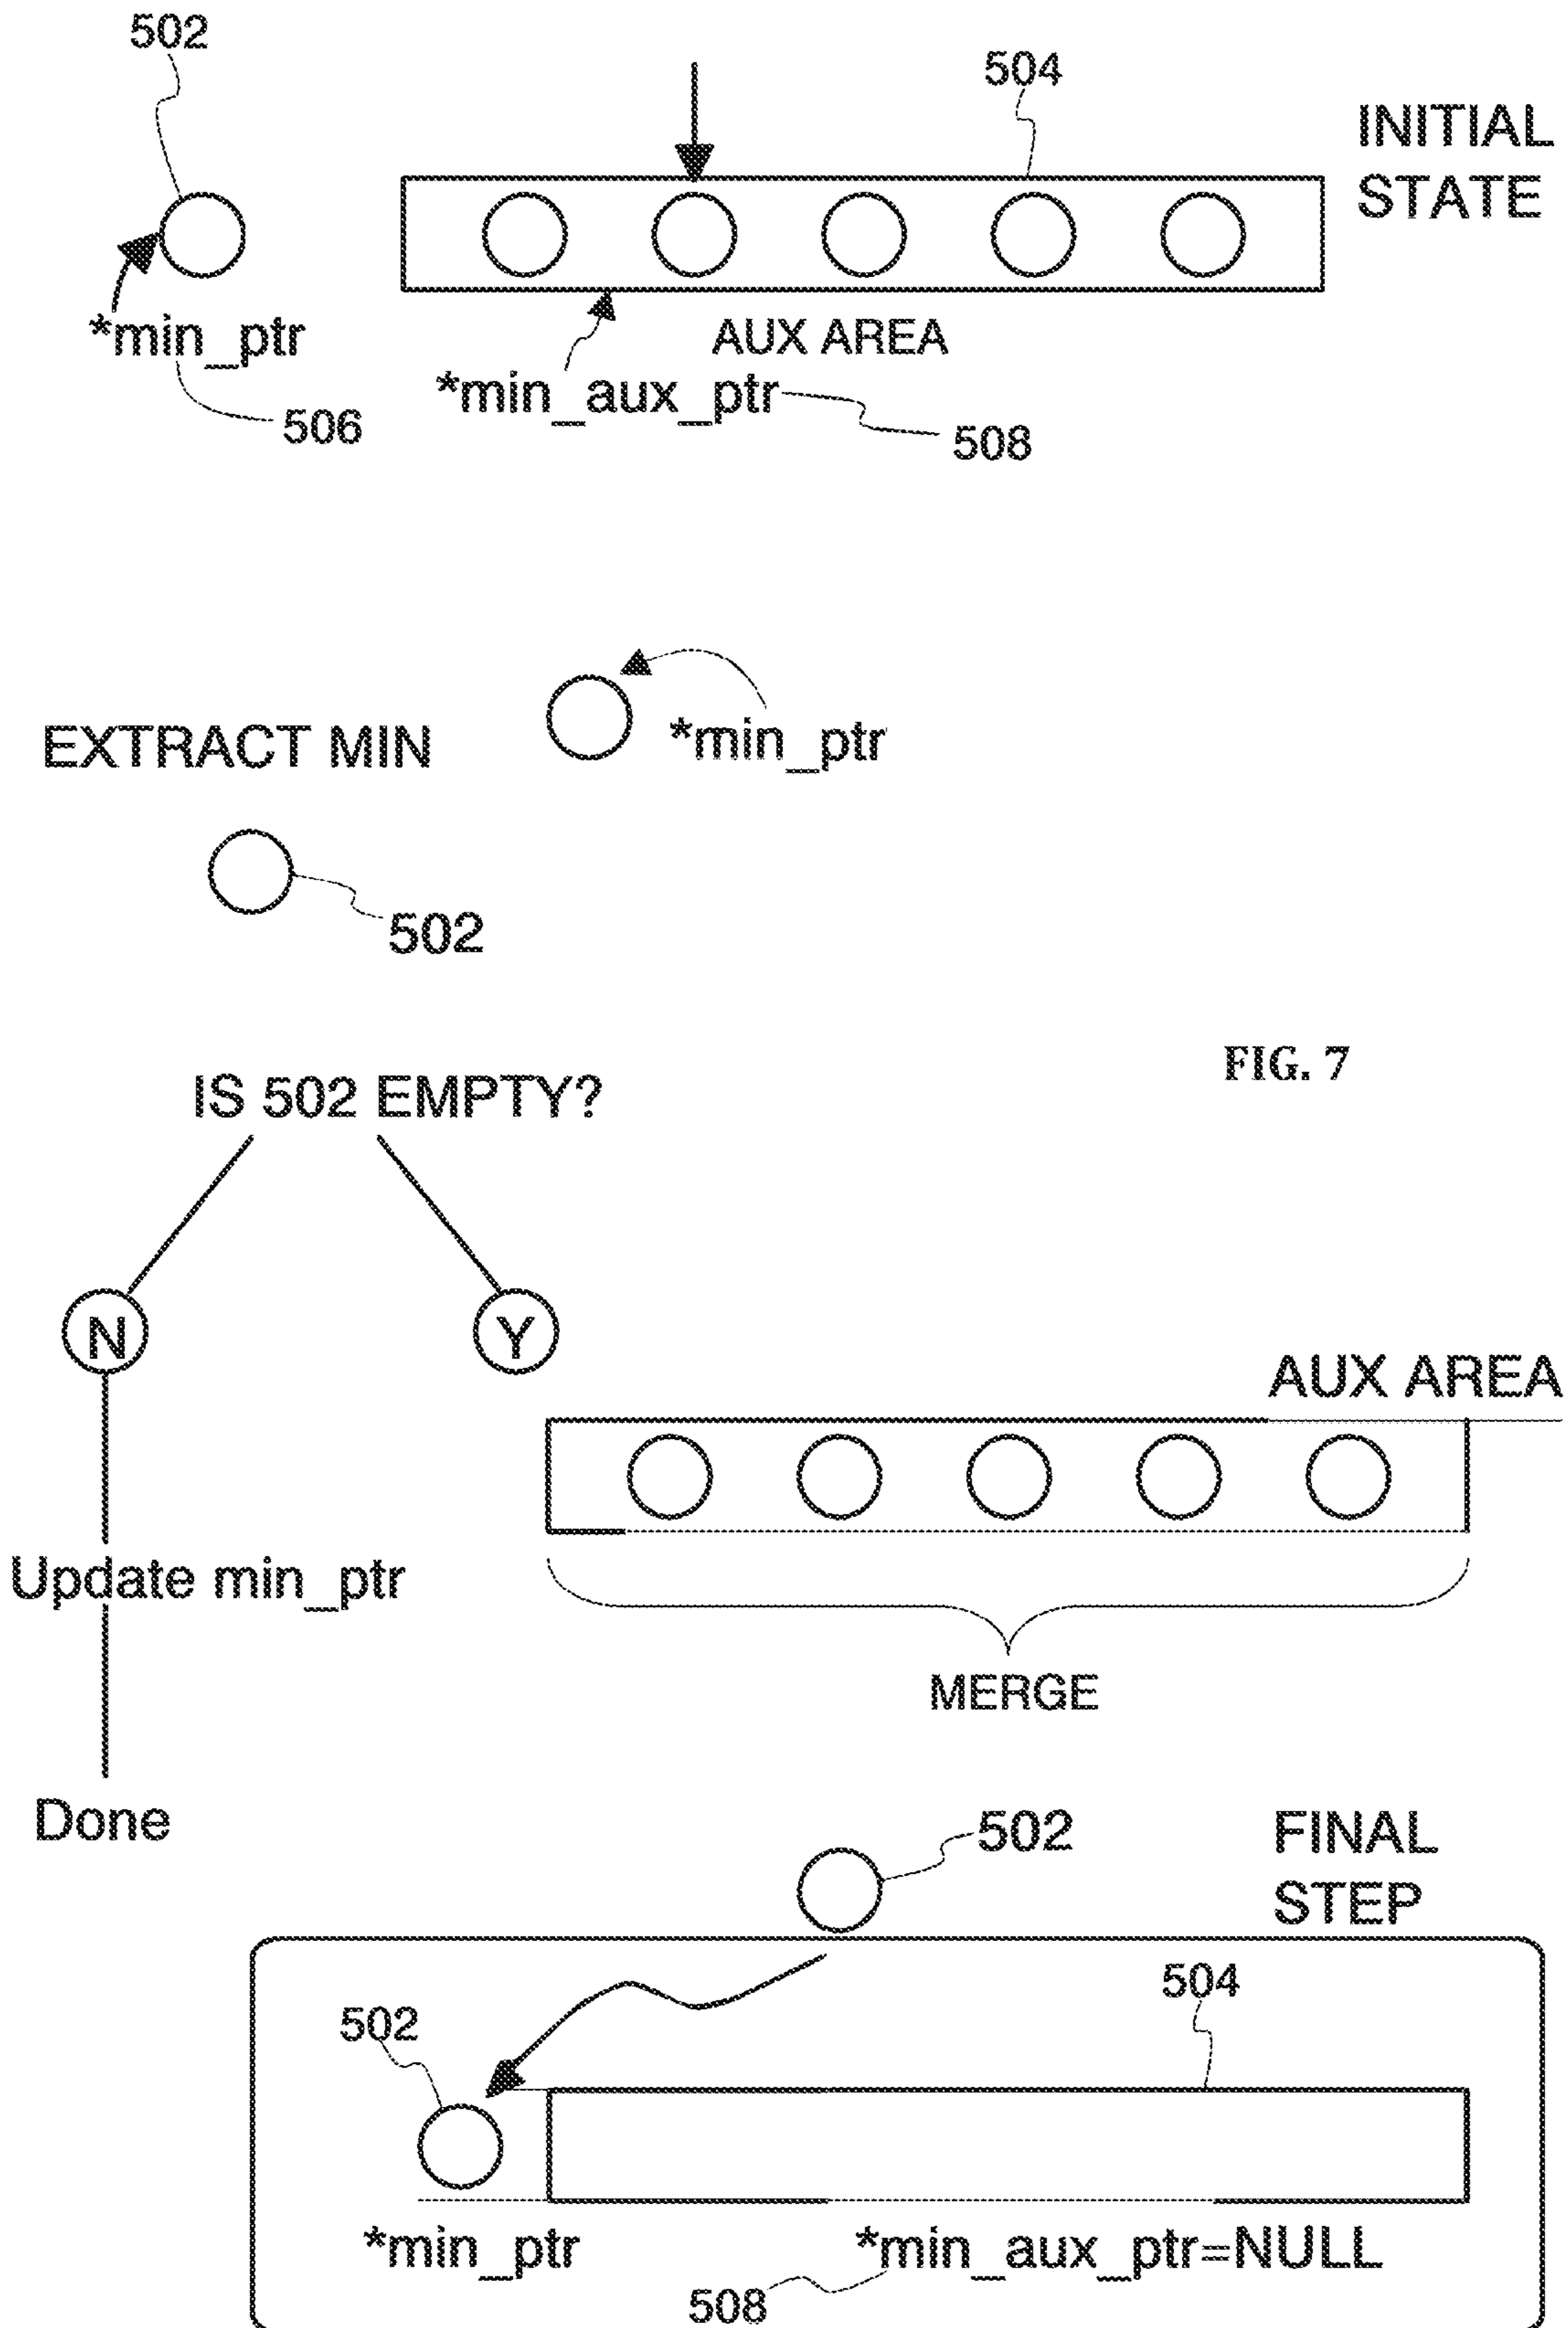 502
504
INITIAL
STATE
*min_ptr
AUX AREA
*min_aux_ptr
506
508
*min_ptr
EXTRACT MIN
502
FIG. 7
IS 502 EMPTY?
N
Y
AUX AREA
Update min_ptr
MERGE
Done
502
FINAL
STEP
504
502
*min_ptr
*min_aux_ptr=NULL
508